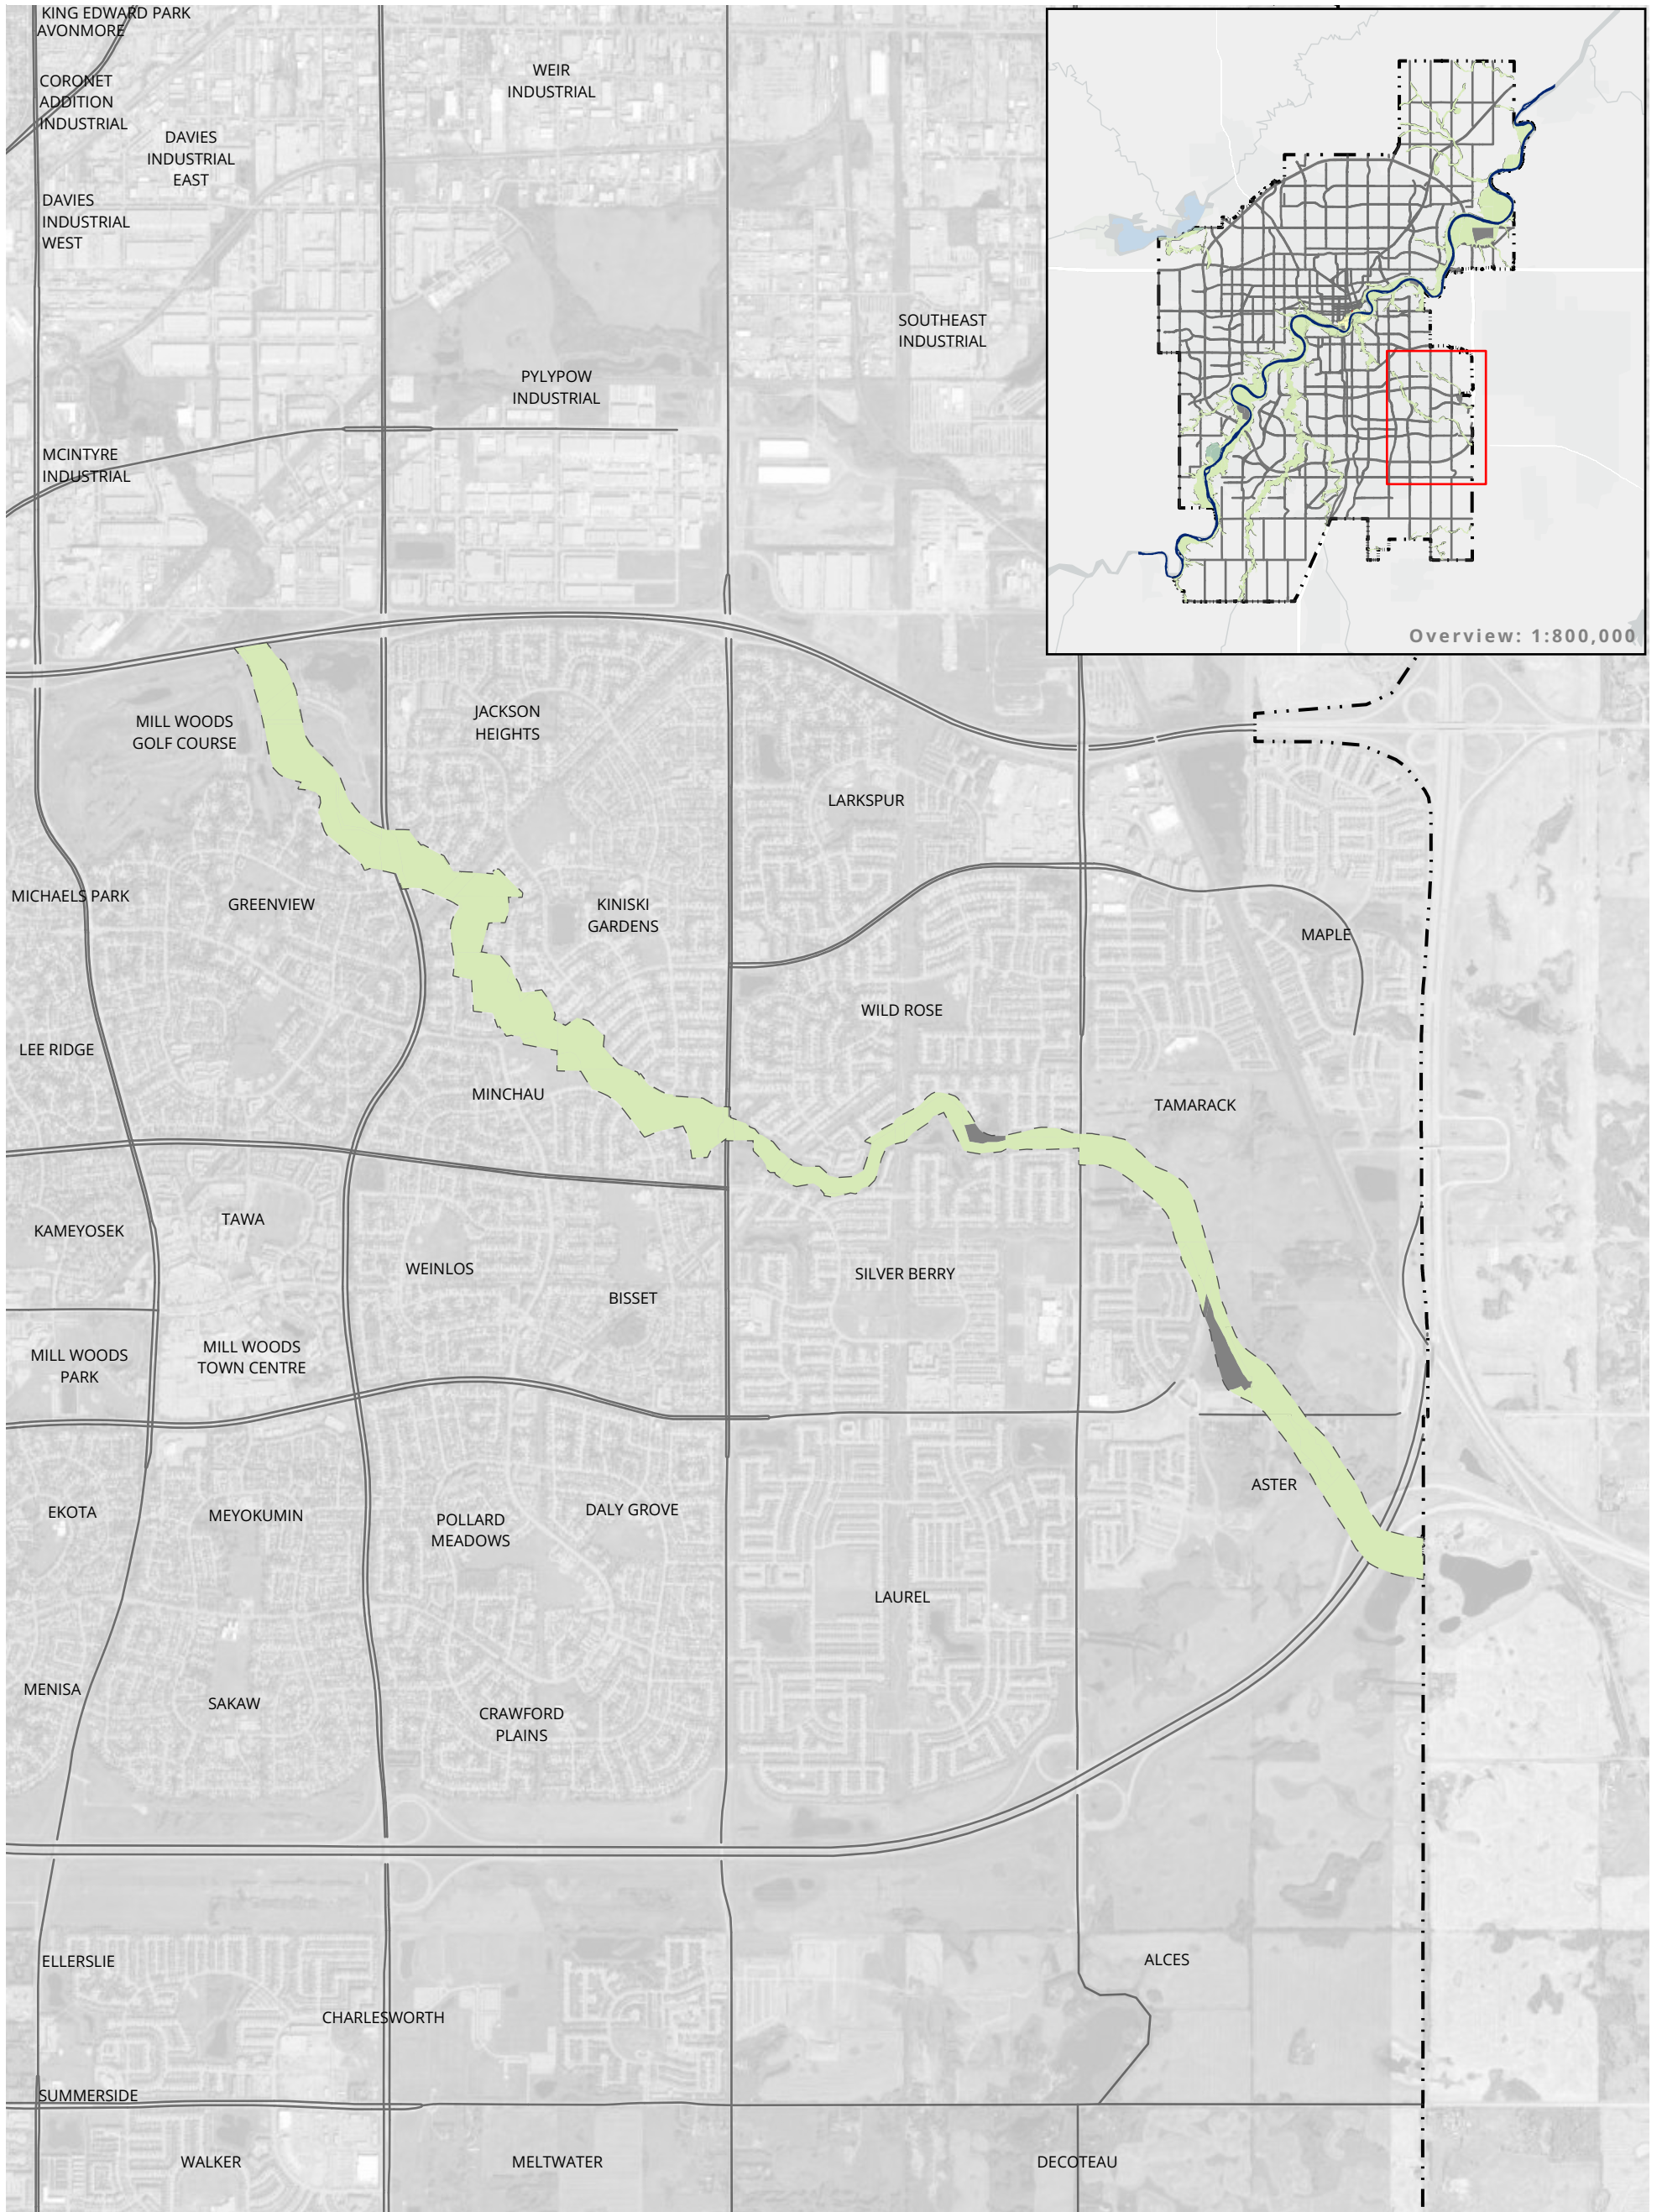 KING EDWARD PARK
AVONMORE
CORONET
ADDITION
INDUSTRIAL
WEIR
INDUSTRIAL
DAVIES
INDUSTRIAL
EAST
DAVIES
INDUSTRIAL
WEST
SOUTHEAST
INDUSTRIAL
PYLYPOW
INDUSTRIAL
MCINTYRE
INDUSTRIAL
Overview: 1:800,000
MILL WOODS
GOLF COURSE
JACKSON
HEIGHTS
LARKSPUR
MICHAELS PARK
GREENVIEW
KINISKI
GARDENS
MAPLE
WILD ROSE
LEE RIDGE
MINCHAU
TAMARACK
KAMEYOSEK
TAWA
WEINLOS
SILVER BERRY
BISSET
MILL WOODS
PARK
MILL WOODS
TOWN CENTRE
ASTER
EKOTA
MEYOKUMIN
POLLARD
MEADOWS
DALY GROVE
LAUREL
MENISA
SAKAW
CRAWFORD
PLAINS
ELLERSLIE
ALCES
CHARLESWORTH
SUMMERSIDE
WALKER
MELTWATER
DECOTEAU